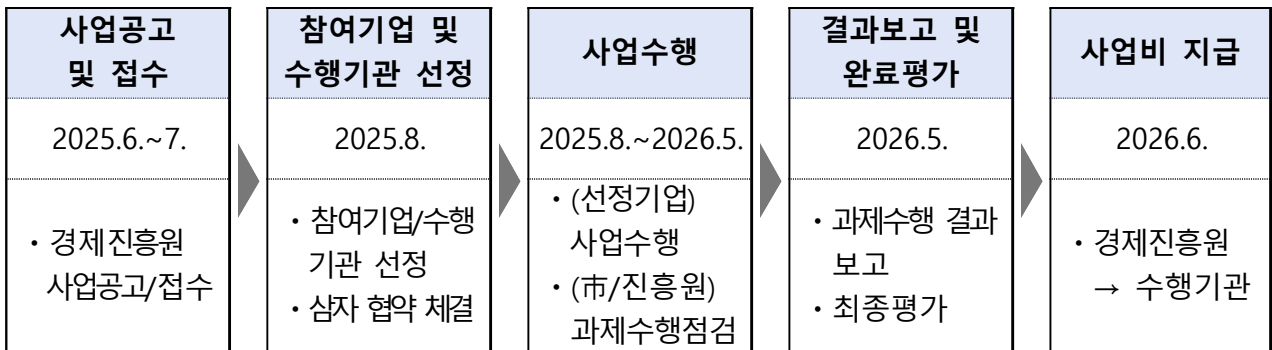 사업공고
및 접수
2025.6.~7.
・경제진흥원
사업공고/접수
참여기업 및
수행기관 선정
2025.8.
・참여기업/수행
기관 선정
・삼자 협약 체결
사업수행
2025.8.~2026.5.
・(선정기업)
사업수행
・(市/진흥원)
과제수행점검
결과보고 및
완료평가
2026.5.
・과제수행 결과
보고
・최종평가
사업비 지급
2026.6.
・경제진흥원
→ 수행기관